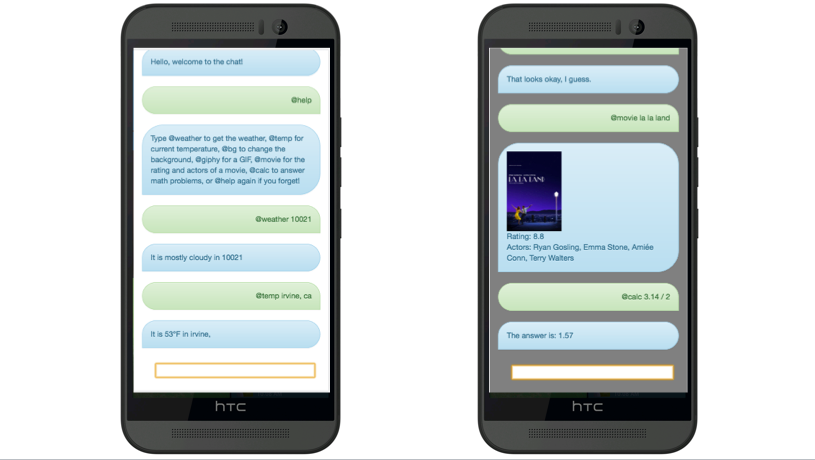 Hello, welcome to the chat!
@help
Type @weather to get the weather, @temp for
current temperature, @bg to change the
background, @giphy for a GIF, @movie for the
rating and actors of a movie, @calc to answer
math problems, or @help again if you forget!
@weather 10021
It is mostly cloudy in 10021
@temp irvine, ca
It is 53°F in irvine,
hTC
That looks okay, I guess.
@movie la la land
LA LA LAND
Rating: 8.8
Actors: Ryan Gosling, Emma Stone, Amiée
Conn, Terry Walters
@calc 3.14 / 2
The answer is: 1.57
hTC